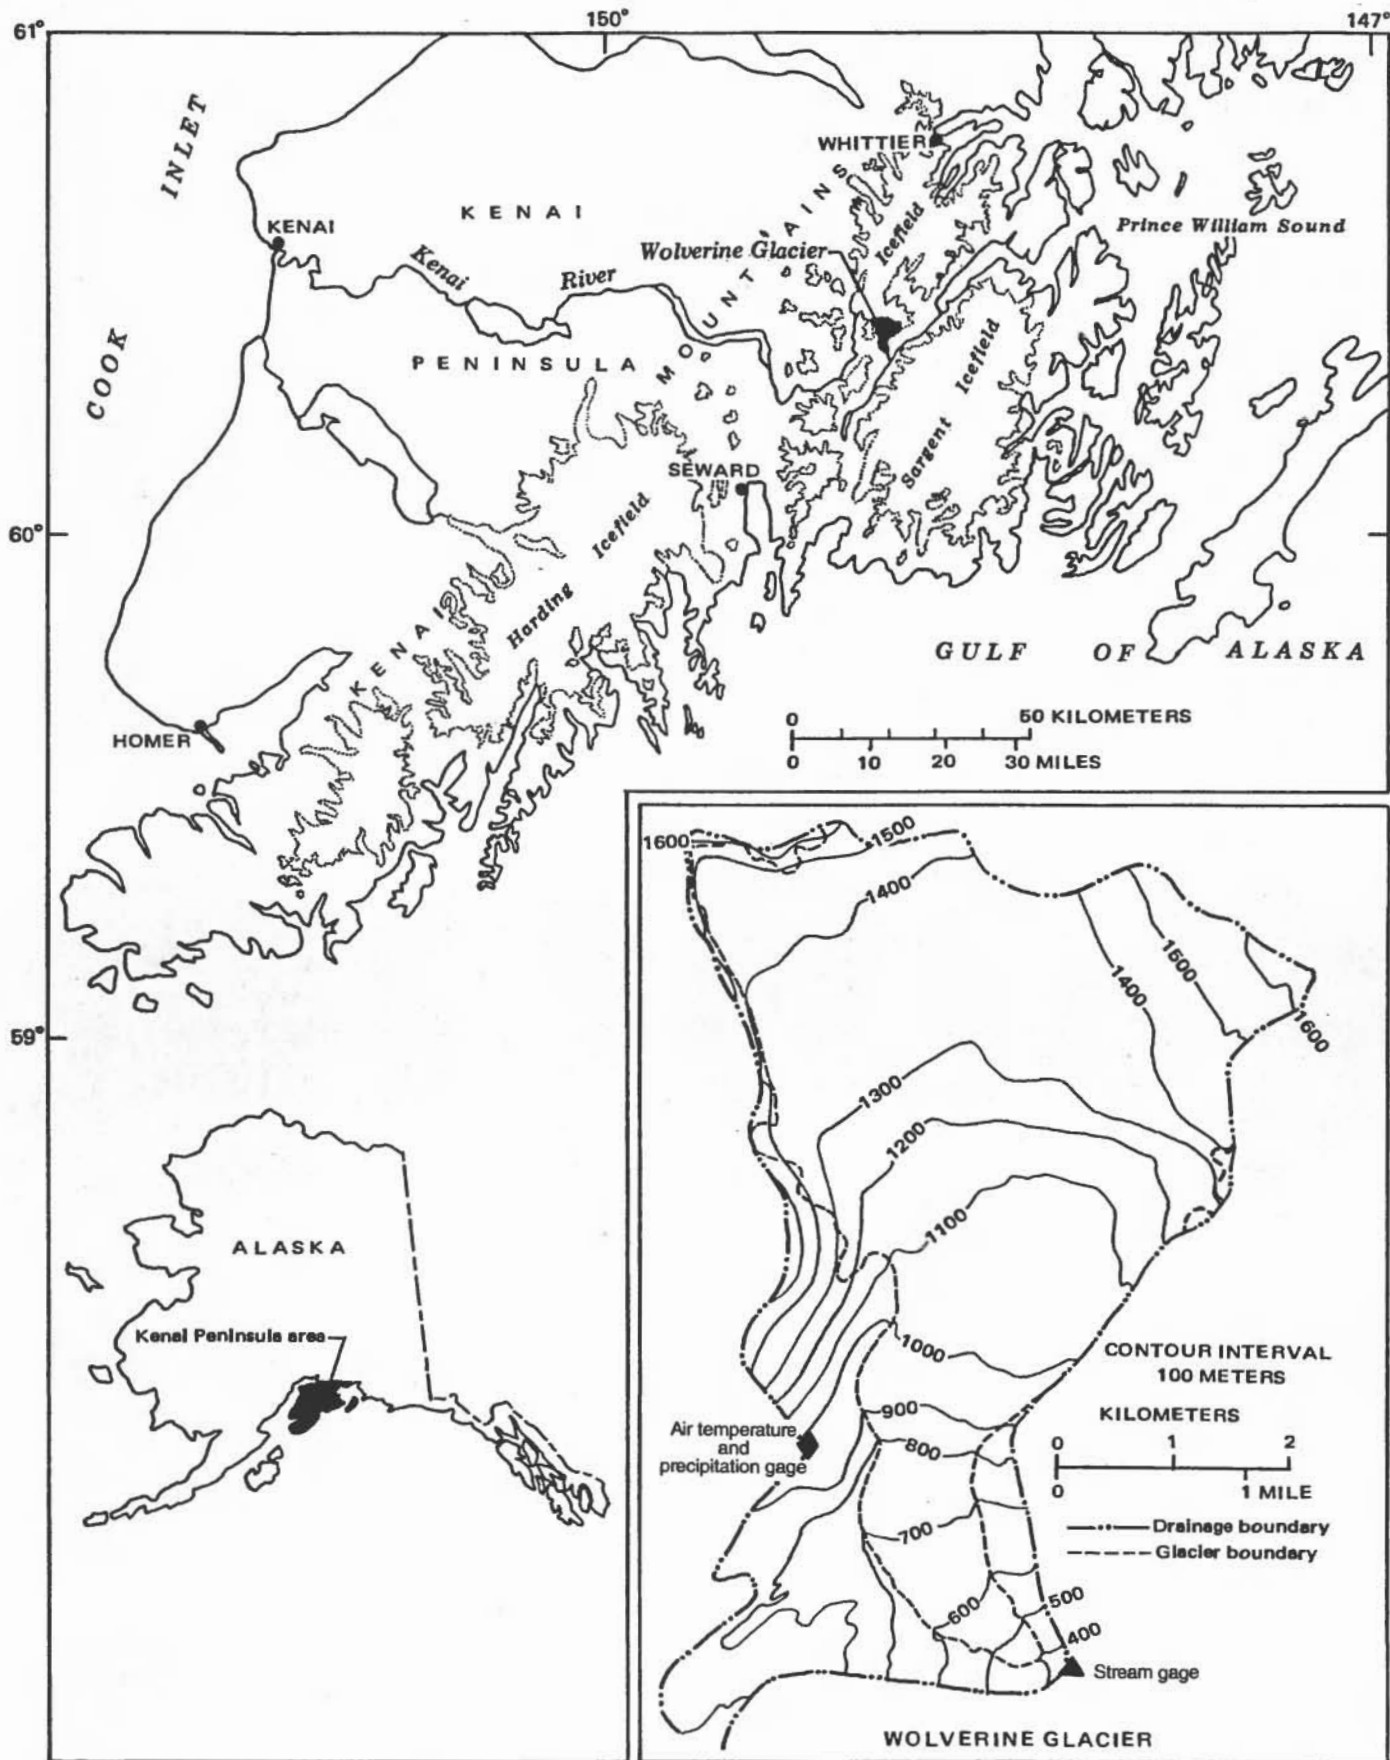 61°
150°
147°
COOK INLET
WHITTIER
KENAI
KENAI
Kenai River
PENINSULA
KENAI MOUNTAINS
Wolverine Glacier
Icefield
Prince William Sound
Sargent Icefield
SEWARD
60°
Harding Icefield
GULF OF ALASKA
HOMER
0 50 KILOMETERS
0 10 20 30 MILES
59°
ALASKA
Kenai Peninsula area
1600
1500
1400
1400
1500
1600
1300
1200
1100
1000
900
800
700
600
500
400
CONTOUR INTERVAL
100 METERS
KILOMETERS
0 1 2
0 1 MILE
Drainage boundary
Glacier boundary
Air temperature
and
precipitation gage
Stream gage
WOLVERINE GLACIER